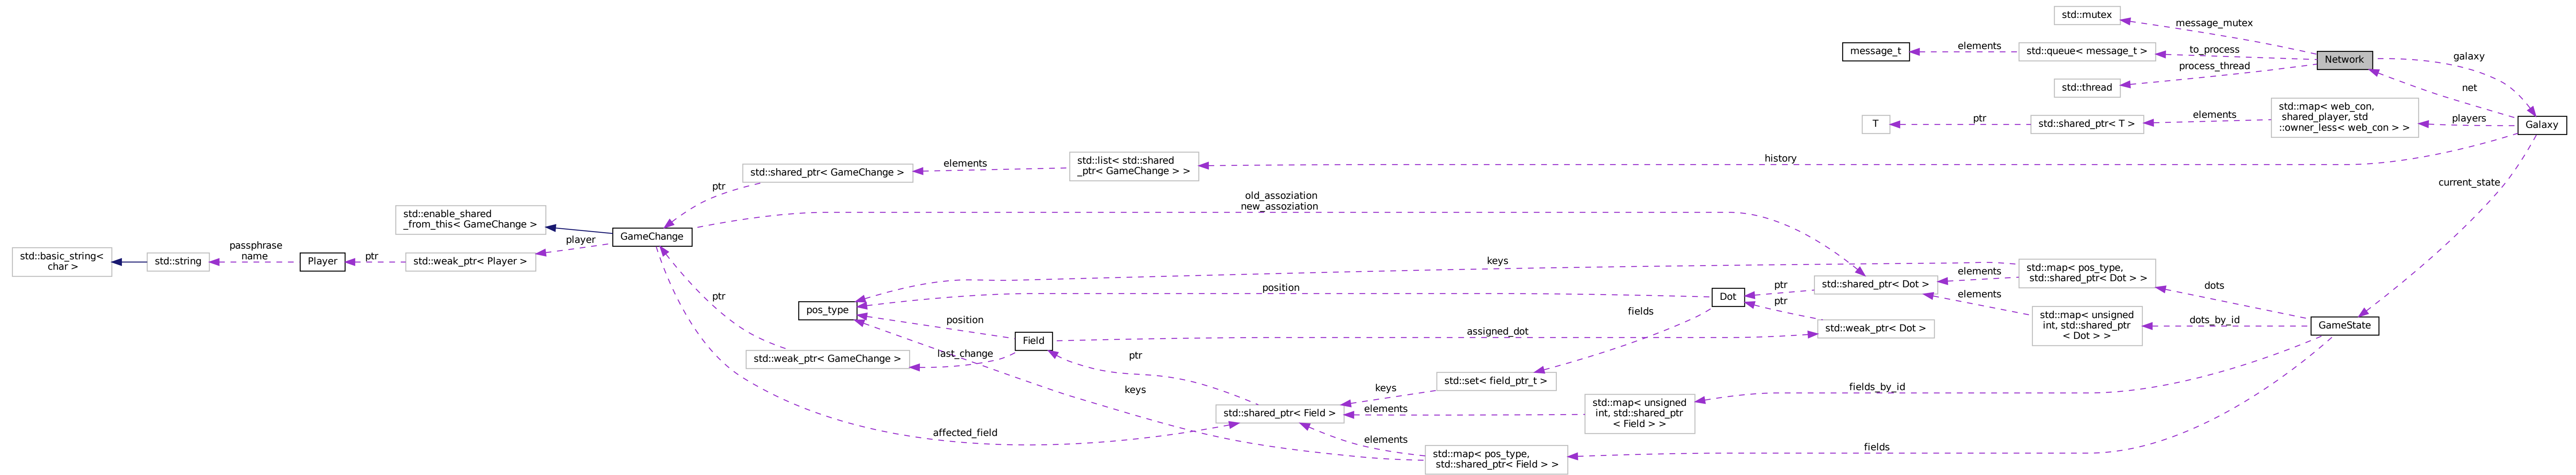 std::mutex
message_mutex
message_t
elements
std::queue< message_t >
to_process
Network
galaxy
process_thread
std::thread
net
T
ptr
std::shared_ptr< T >
elements
std::map< web_con,
shared_player, std
::owner_less< web_con > >
players
Galaxy
history
std::list< std::shared
_ptr< GameChange > >
elements
std::shared_ptr< GameChange >
ptr
current_state
old_assoziation
new_assoziation
std::enable_shared
_from_this< GameChange >
GameChange
player
std::basic_string<
char >
std::string
passphrase
name
Player
ptr
std::weak_ptr< Player >
keys
std::map< pos_type,
std::shared_ptr< Dot > >
elements
std::shared_ptr< Dot >
dots
ptr
position
Dot
ptr
elements
std::map< unsigned
int, std::shared_ptr
< Dot > >
dots_by_id
GameState
std::weak_ptr< Dot >
pos_type
position
Field
assigned_dot
fields
ptr
std::weak_ptr< GameChange >
last_change
ptr
std::set< field_ptr_t >
keys
keys
fields_by_id
std::map< unsigned
int, std::shared_ptr
< Field > >
elements
std::shared_ptr< Field >
affected_field
elements
std::map< pos_type,
std::shared_ptr< Field > >
fields